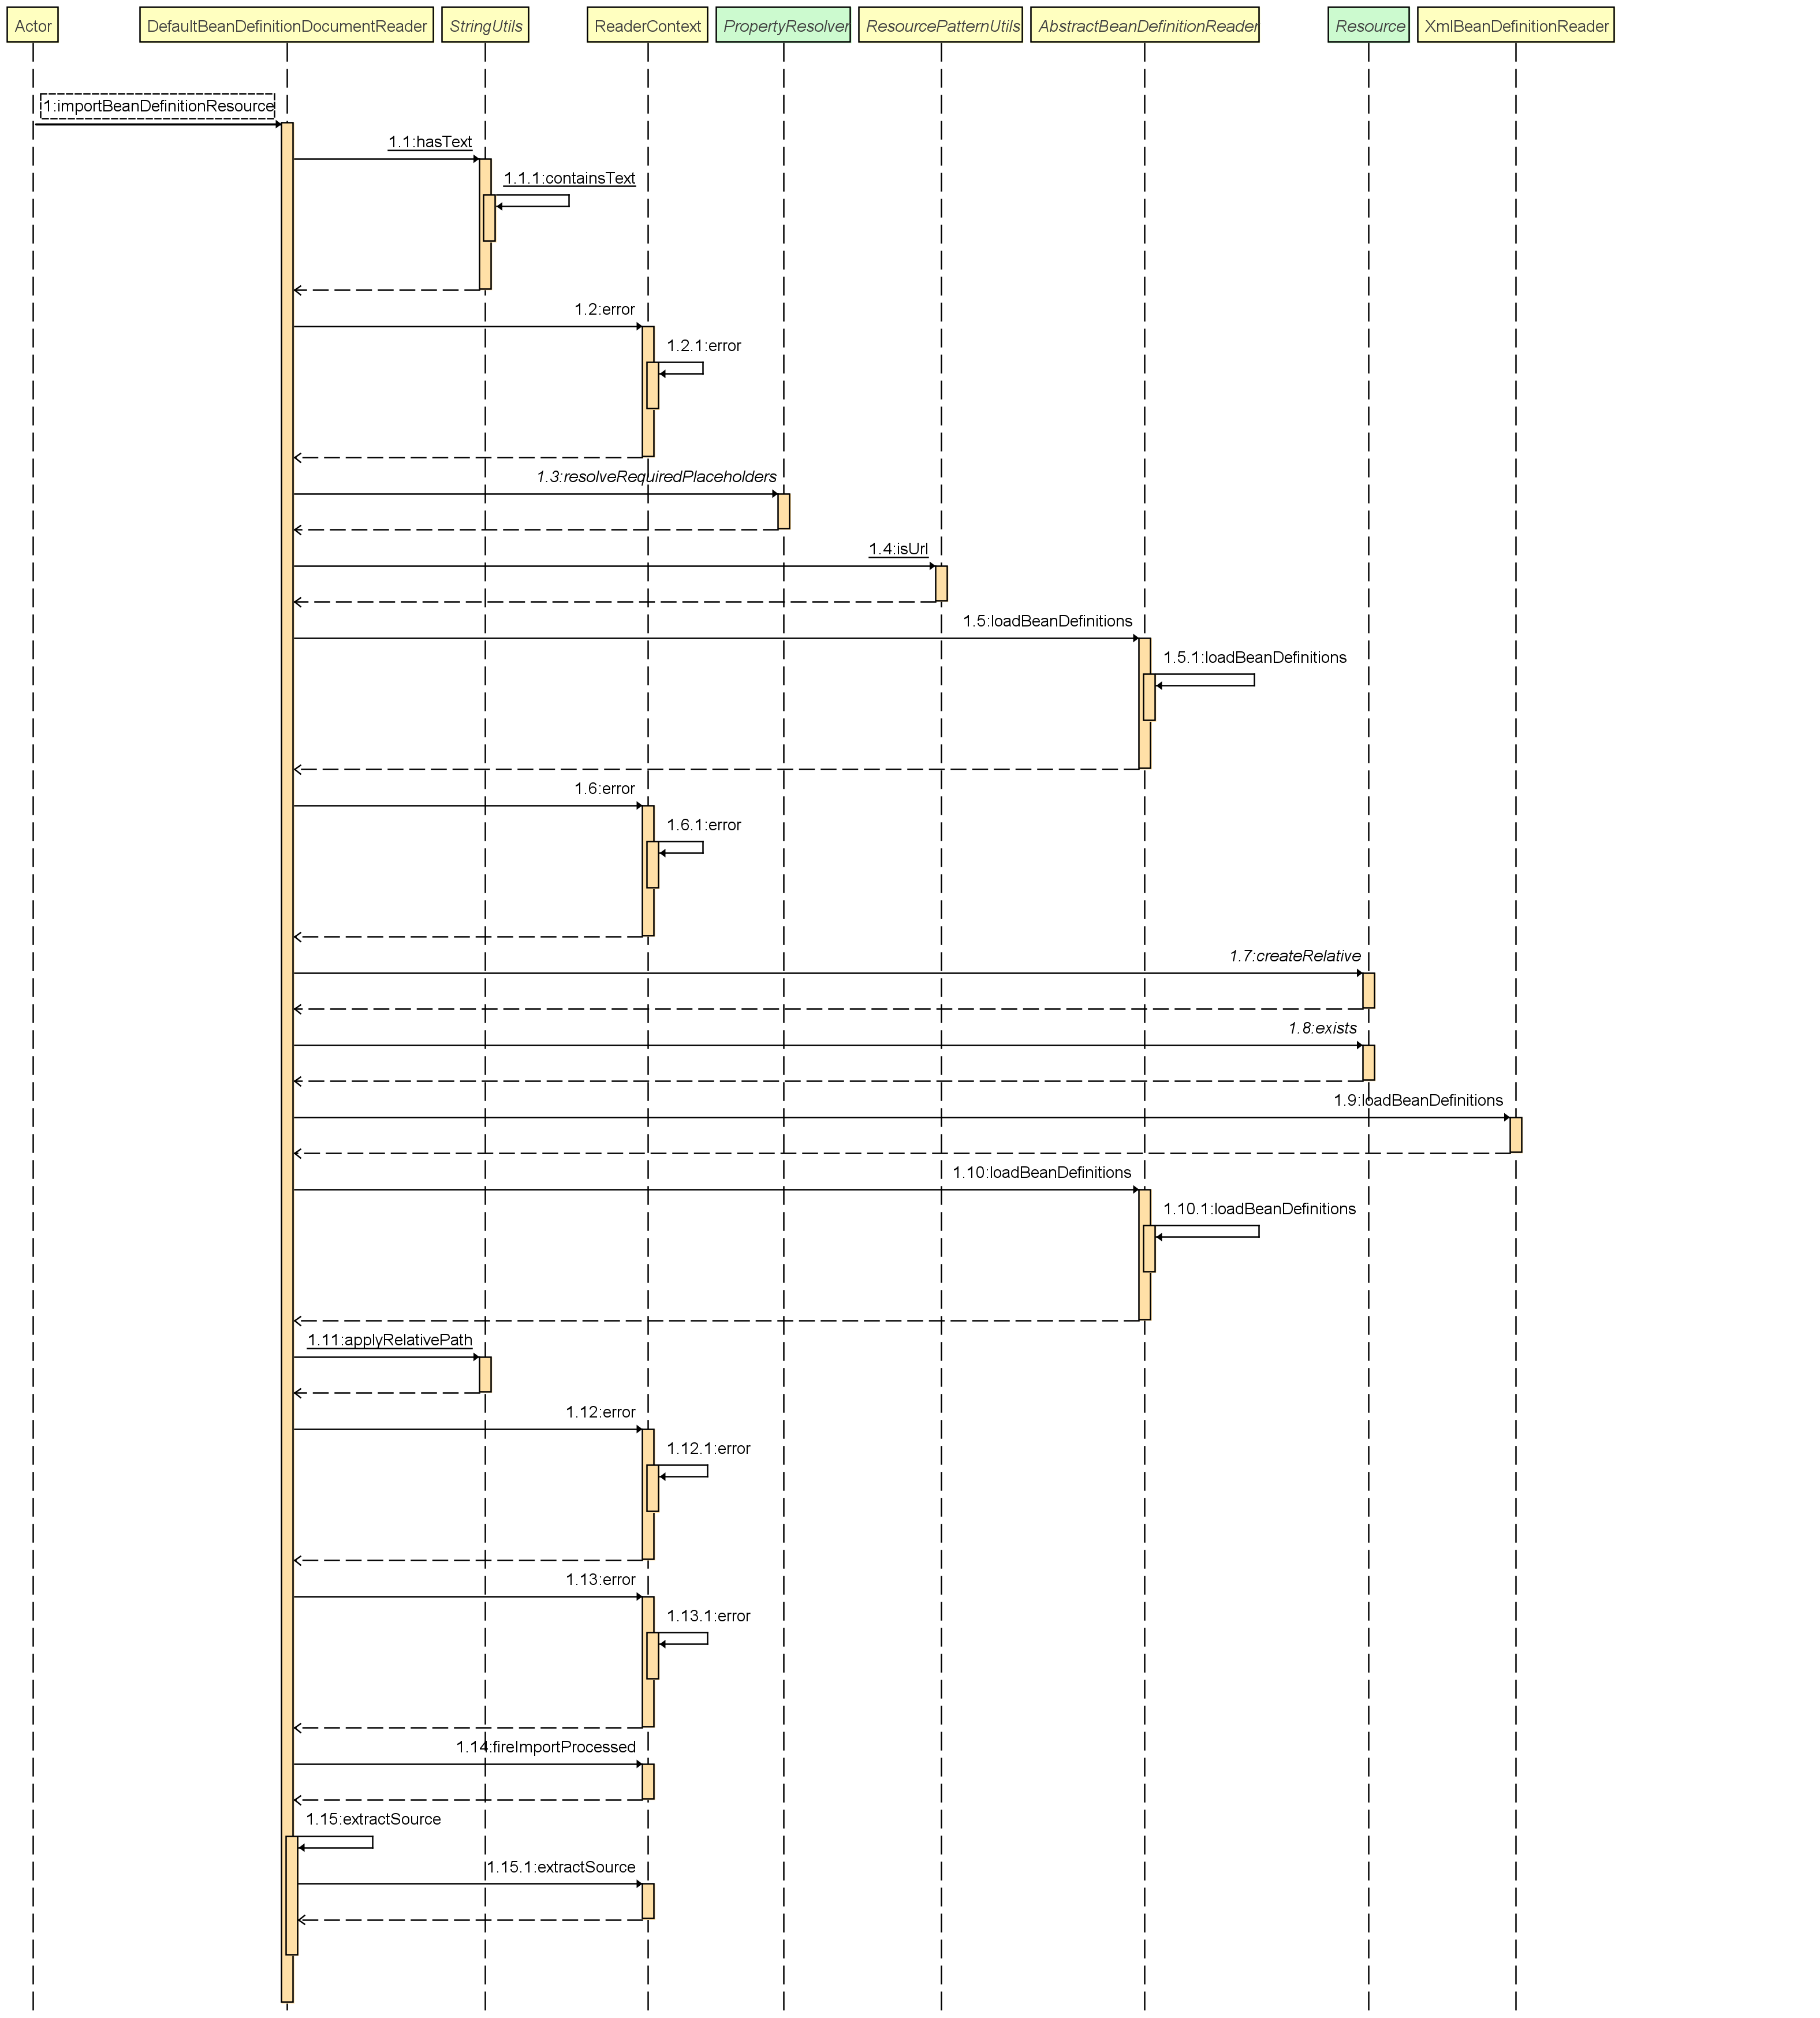 Actor
DefaultBeanDefinitionDocumentReader
StringUtils
ReaderContext
PropertyResolver
ResourcePatternUtils
AbstractBeanDefinitionReader
Resource
XmlBeanDefinitionReader
1:importBeanDefinitionResource
1.1:hasText
1.1.1:containsText
1.2:error
1.2.1:error
1.3:resolveRequiredPlaceholders
1.4:isUrl
1.5:loadBeanDefinitions
1.5.1:loadBeanDefinitions
1.6:error
1.6.1:error
1.7:createRelative
1.8:exists
1.9:loadBeanDefinitions
1.10:loadBeanDefinitions
1.10.1:loadBeanDefinitions
1.11:applyRelativePath
1.12:error
1.12.1:error
1.13:error
1.13.1:error
1.14:fireImportProcessed
1.15:extractSource
1.15.1:extractSource